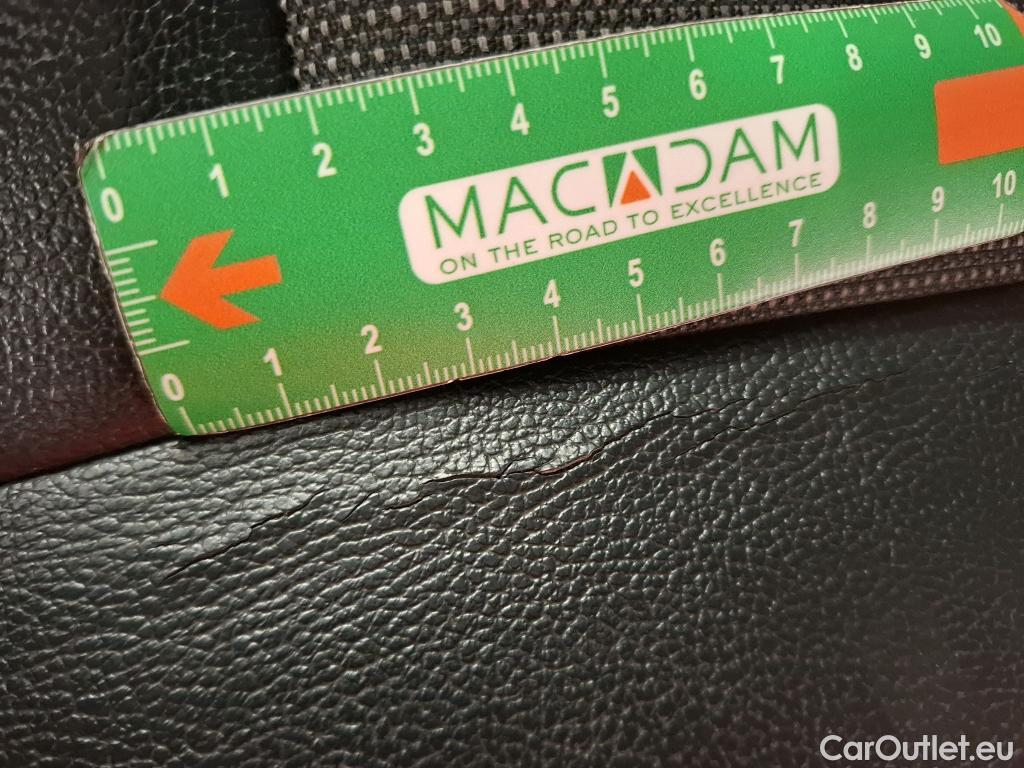 0 1 2 3 4 5 6 7 8 9 10
MACADAM
ON THE ROAD TO EXCELLENCE
0 1 2 3 4 5 6 7 8 9 10
CarOutlet.eu